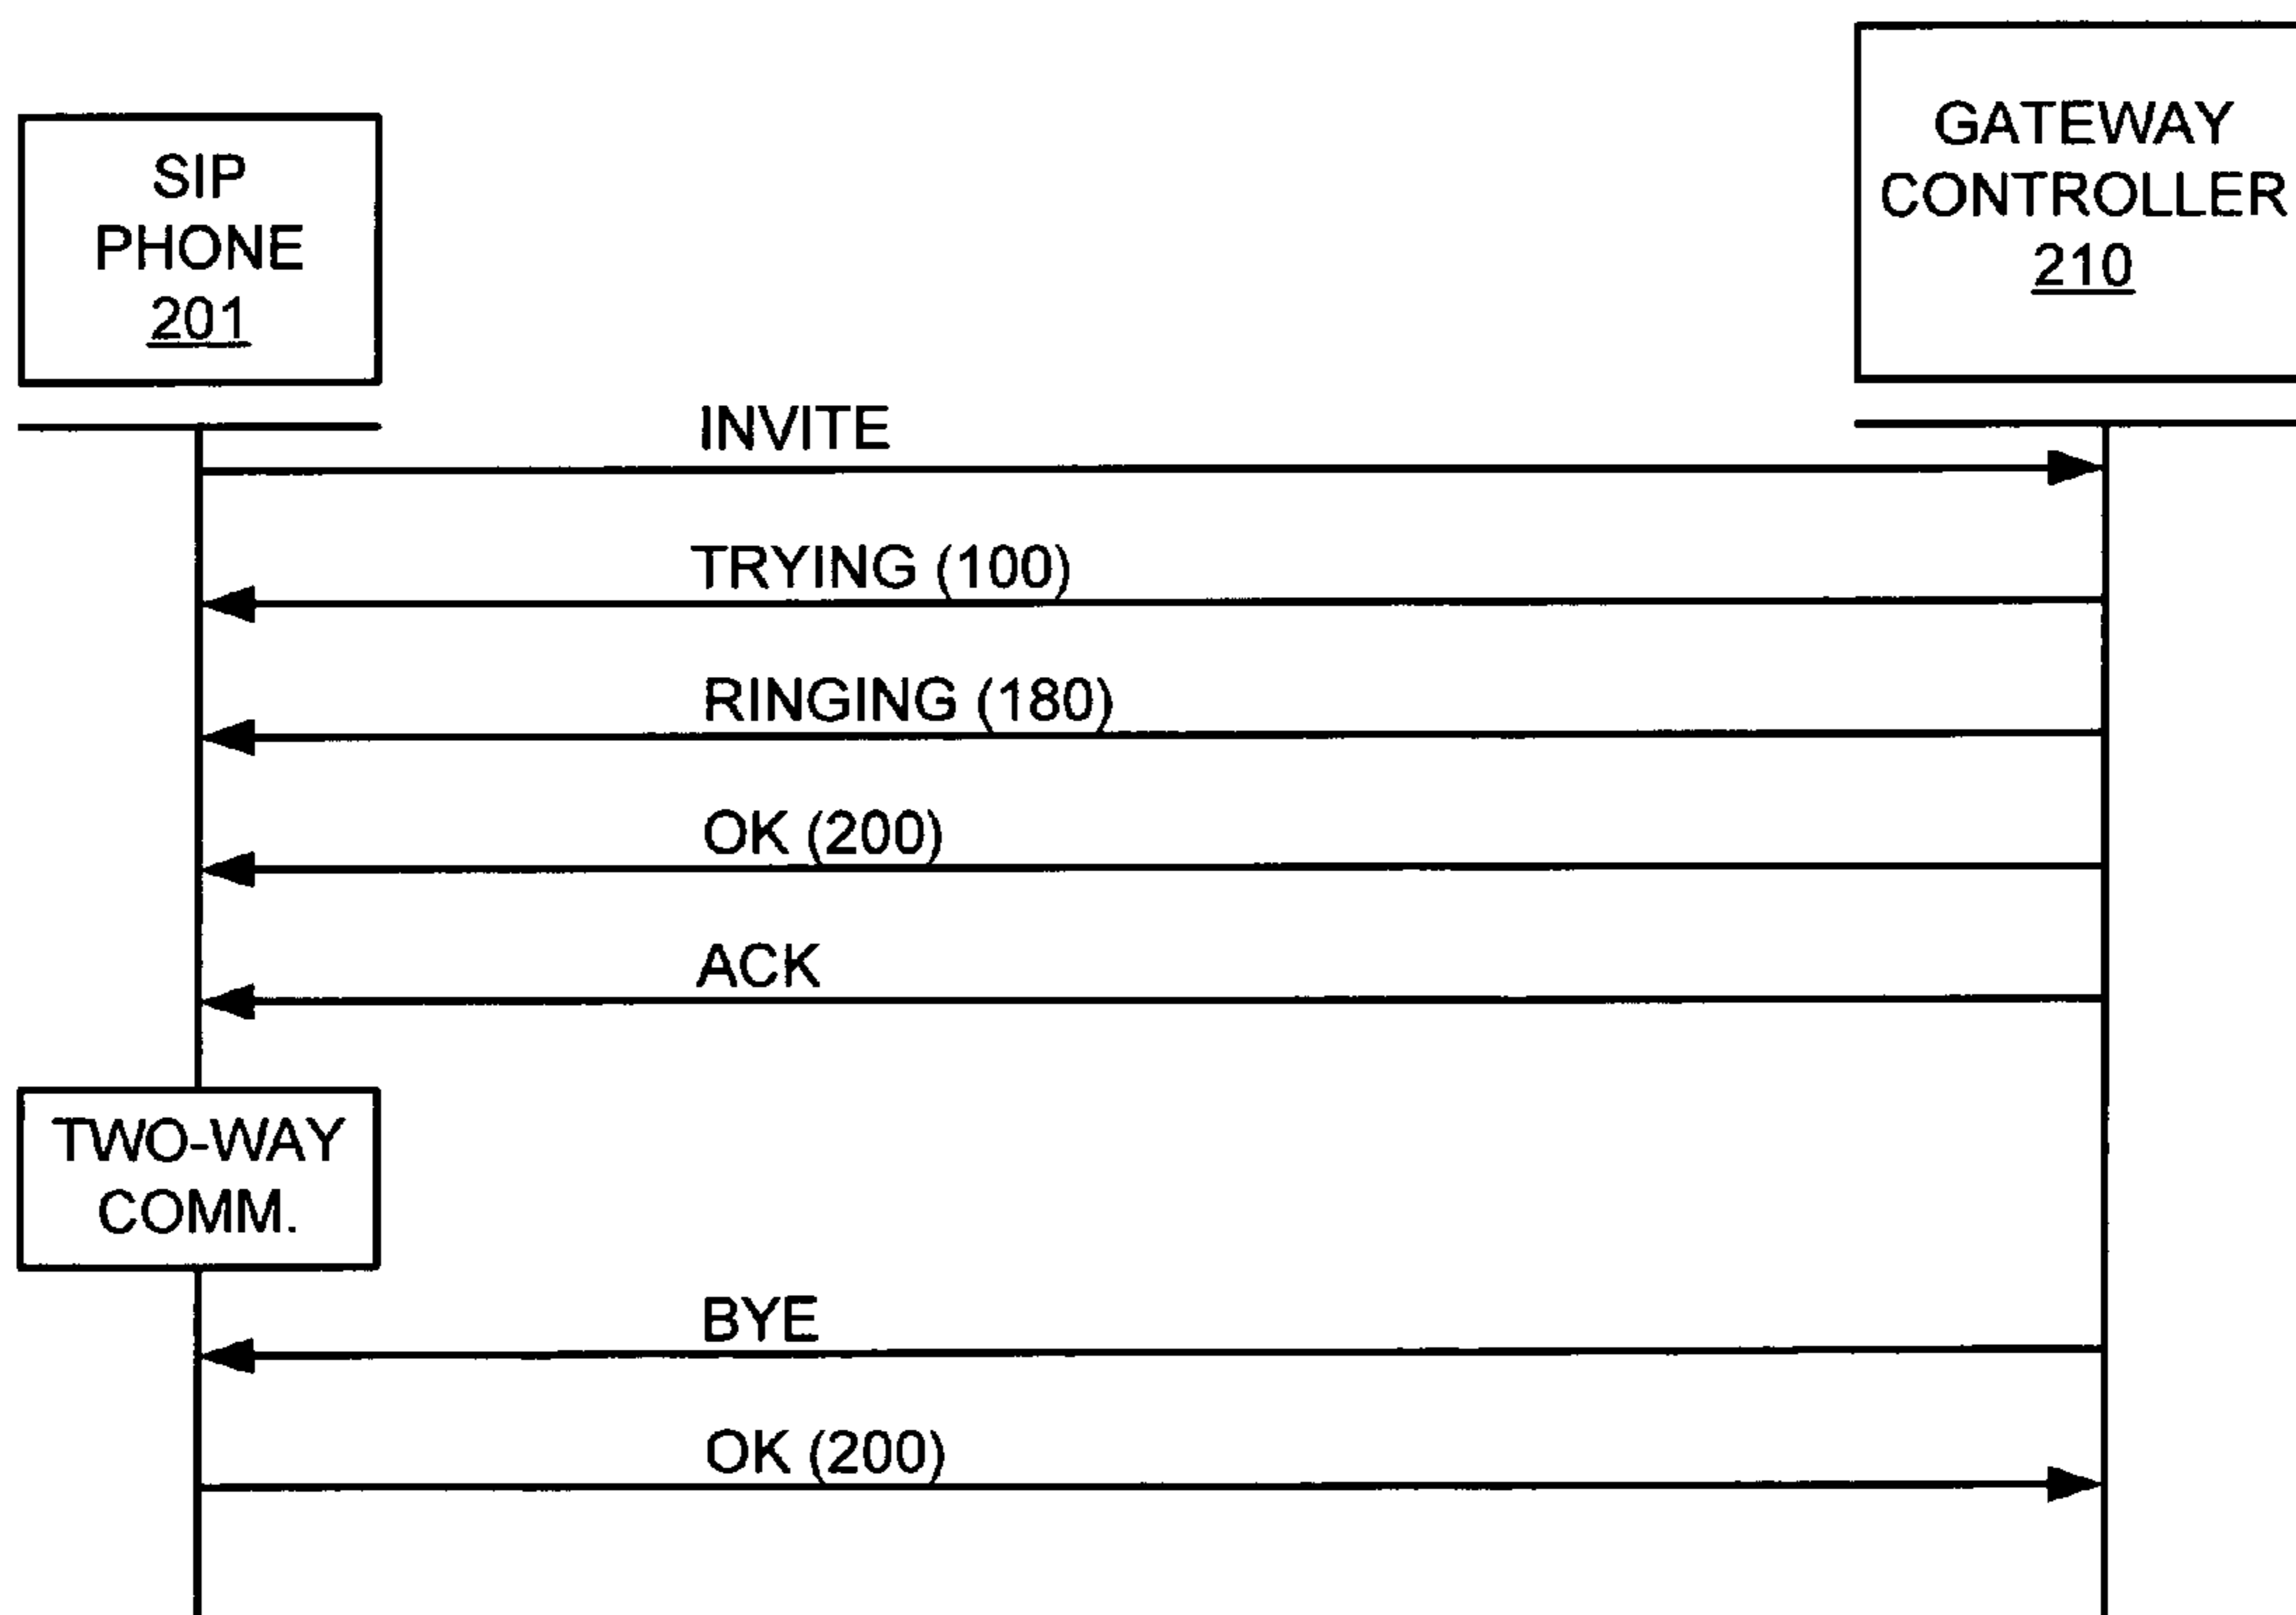 SIP
PHONE
201
GATEWAY
CONTROLLER
210
INVITE
TRYING (100)
RINGING (180)
OK (200)
ACK
TWO-WAY
COMM.
BYE
OK (200)